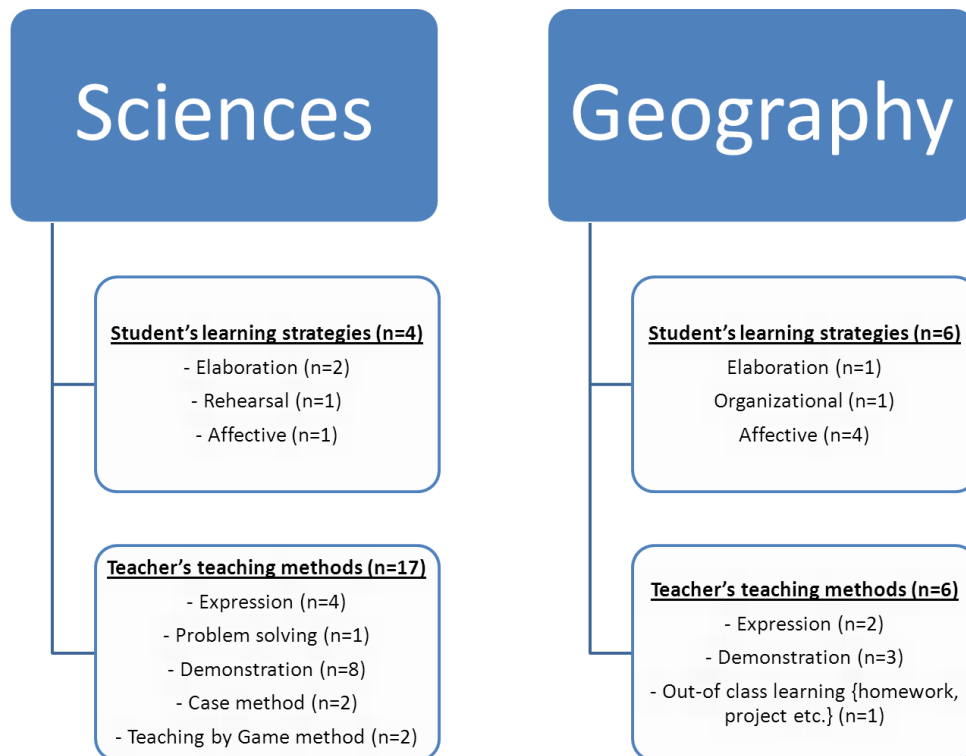 Sciences
Student's learning strategies (n=4)
- Elaboration (n=2)
- Rehearsal (n=1)
- Affective (n=1)
Teacher's teaching methods (n=17)
- Expression (n=4)
- Problem solving (n=1)
- Demonstration (n=8)
- Case method (n=2)
- Teaching by Game method (n=2)
Geography
Student's learning strategies (n=6)
Elaboration (n=1)
Organizational (n=1)
Affective (n=4)
Teacher's teaching methods (n=6)
- Expression (n=2)
- Demonstration (n=3)
- Out-of class learning {homework,
project etc.} (n=1)